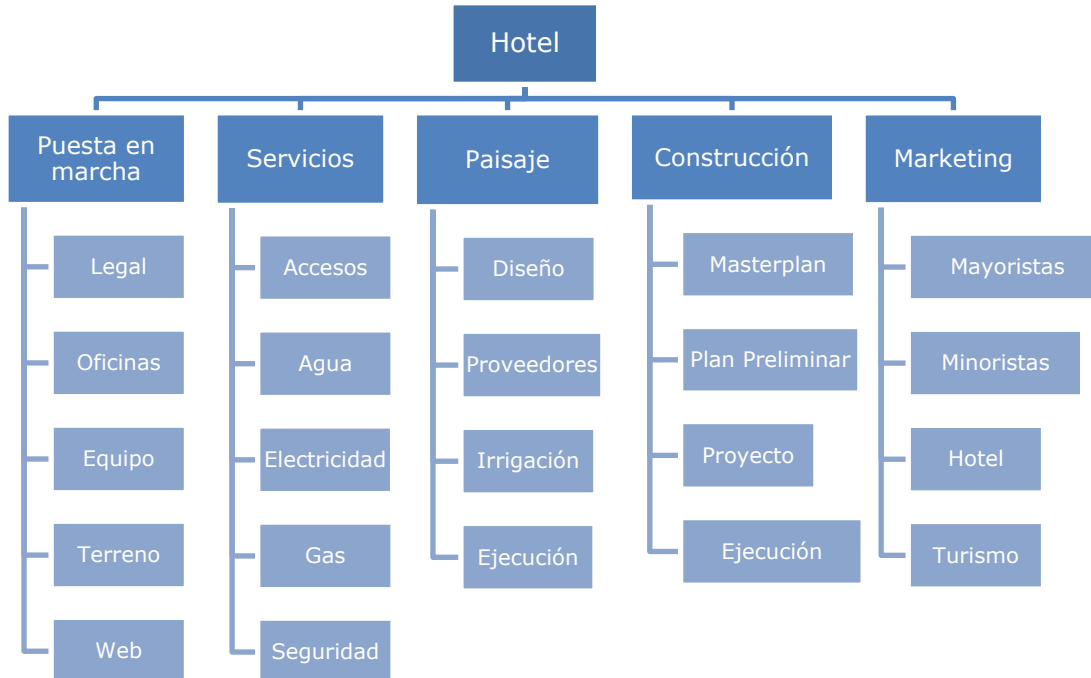 Hotel
Puesta en
marcha
Legal
Oficinas
Equipo
Terreno
Web
Servicios
Accesos
Agua
Electricidad
Gas
Seguridad
Paisaje
Diseño
Proveedores
Irrigación
Ejecución
Construcción
Masterplan
Plan Preliminar
Proyecto
Ejecución
Marketing
Mayoristas
Minoristas
Hotel
Turismo